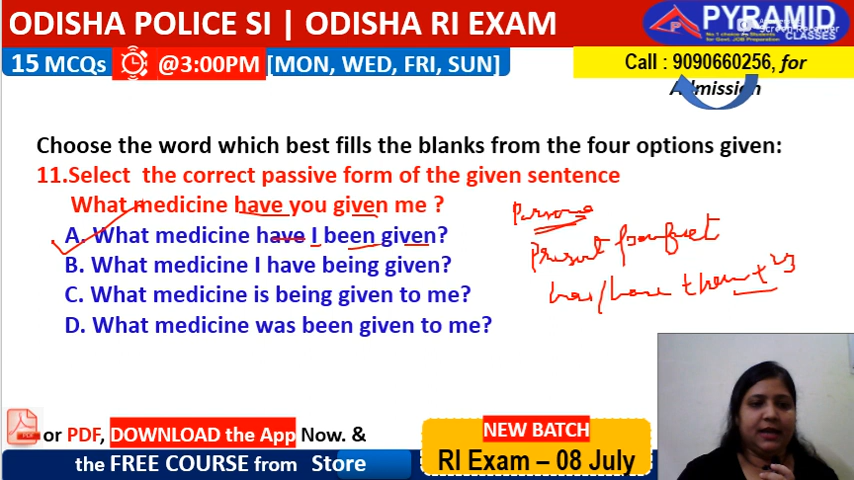 ODISHA POLICE SI | ODISHA RI EXAM
PYRAMID
CLASSES
15 MCQs @3:00PM [MON, WED, FRI, SUN]
Call : 9090660256, for
Admission
Choose the word which best fills the blanks from the four options given:
11.Select the correct passive form of the given sentence
What medicine have you given me ?
A. What medicine have I been given?
B. What medicine I have being given?
C. What medicine is being given to me?
D. What medicine was been given to me?
Present
PDF
or PDF, DOWNLOAD the App Now. &
the FREE COURSE from Store
NEW BATCH
RI Exam – 08 July